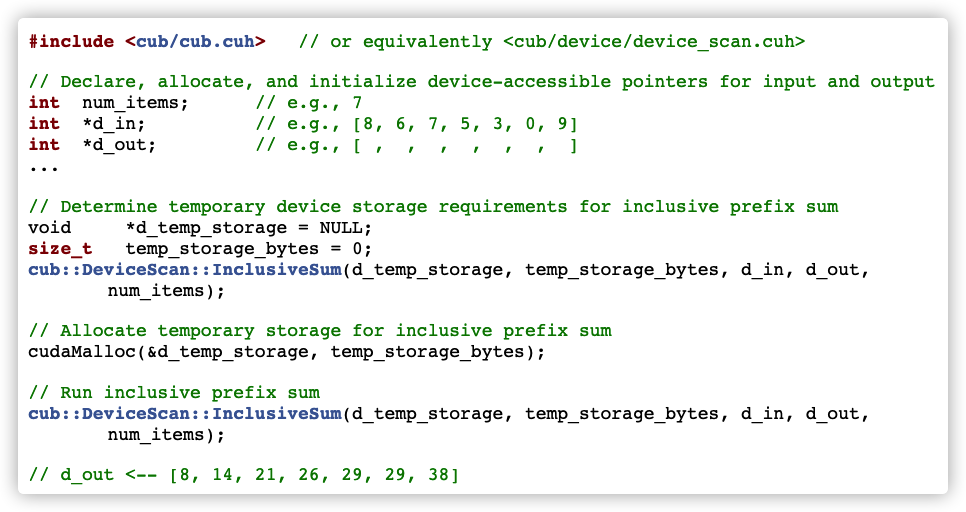 #include <cub/cub.cuh>   // or equivalently <cub/device/device_scan.cuh>
// Declare, allocate, and initialize device-accessible pointers for input and output
int  num_items;      // e.g., 7
int  *d_in;          // e.g., [8, 6, 7, 5, 3, 0, 9]
int  *d_out;         // e.g., [ ,  ,  ,  ,  ,  ,  ]
...
// Determine temporary device storage requirements for inclusive prefix sum
void     *d_temp_storage = NULL;
size_t   temp_storage_bytes = 0;
cub::DeviceScan::InclusiveSum(d_temp_storage, temp_storage_bytes, d_in, d_out,
num_items);
// Allocate temporary storage for inclusive prefix sum
cudaMalloc(&d_temp_storage, temp_storage_bytes);
// Run inclusive prefix sum
cub::DeviceScan::InclusiveSum(d_temp_storage, temp_storage_bytes, d_in, d_out,
num_items);
// d_out <-- [8, 14, 21, 26, 29, 29, 38]